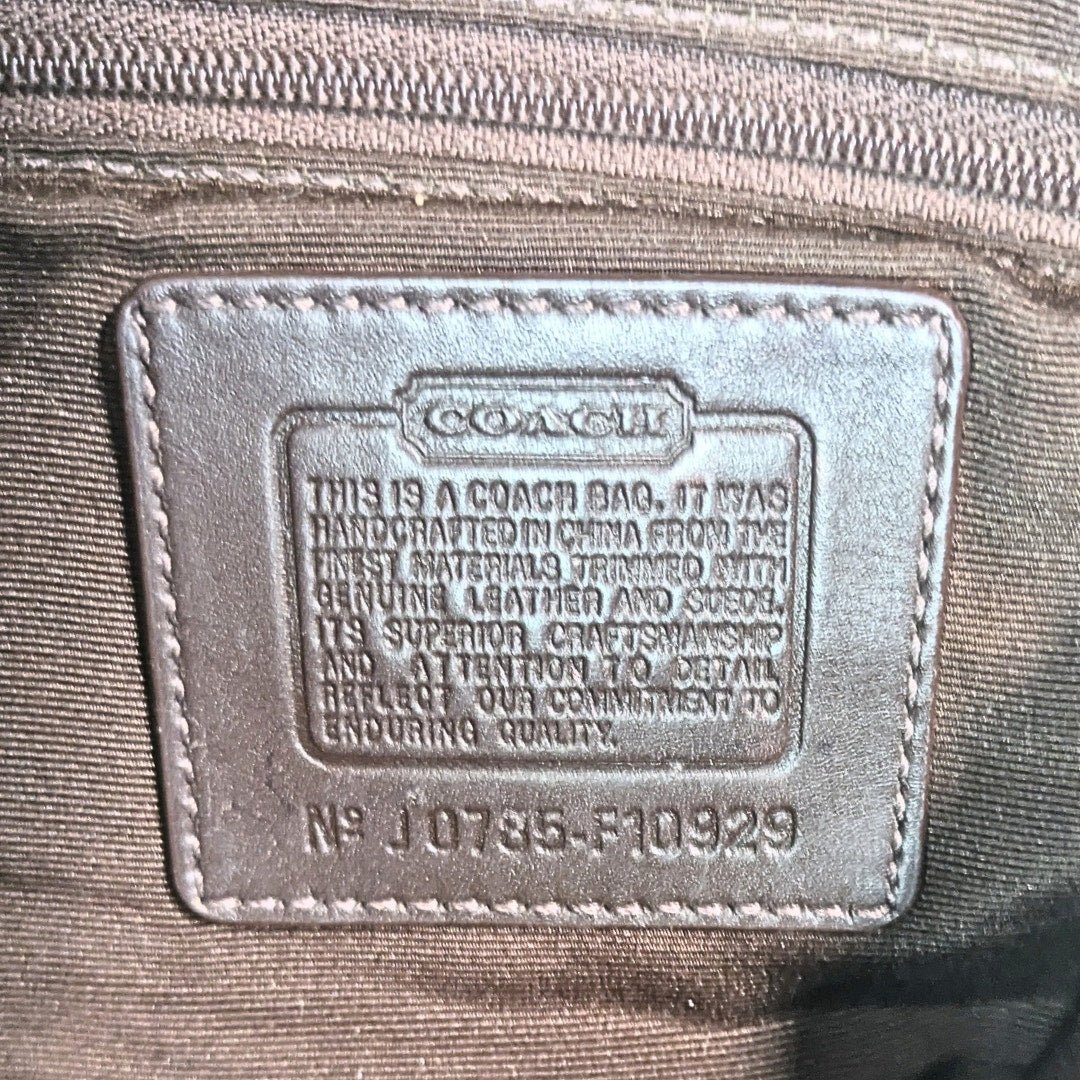 COACH
THIS IS A COACH BAG. IT WAS
HANDCRAFTED IN CHINA FROM THE
FINEST MATERIALS TRIMMED WITH
GENUINE LEATHER AND SUEDE.
ITS SUPERIOR CRAFTSMANSHIP
AND ATTENTION TO DETAIL
REFLECT OUR COMMITMENT TO
ENDURING QUALITY.
Nº J0785-F10929